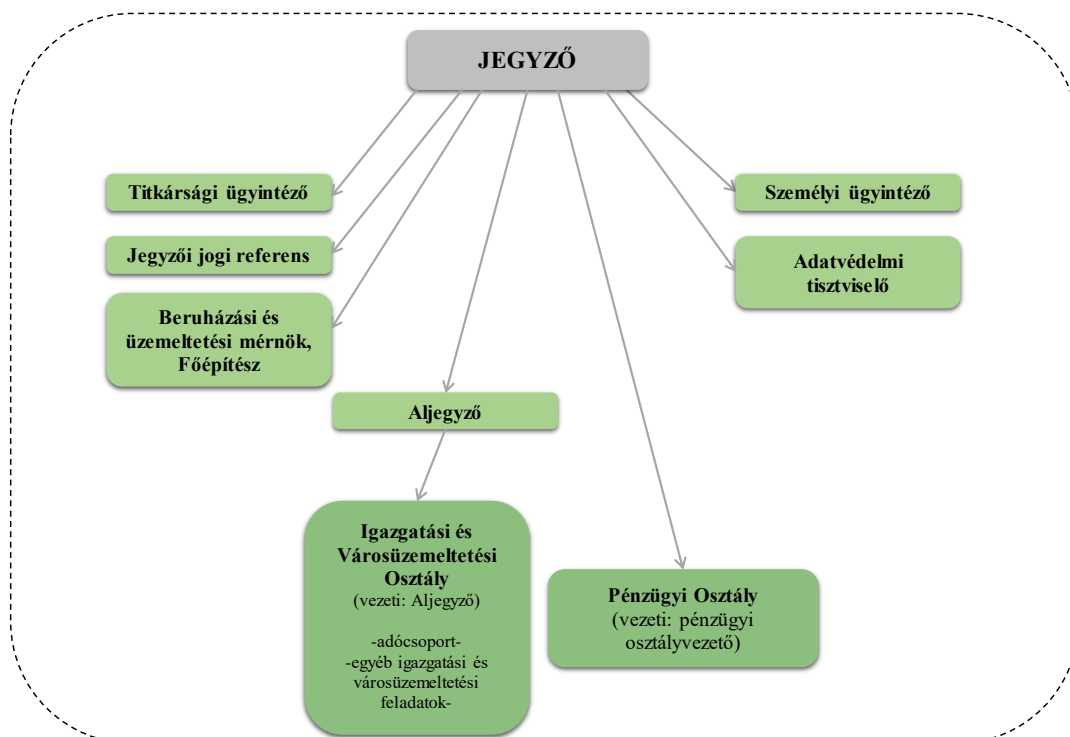 JEGYZŐ
Titkársági ügyintéző
Jegyzői jogi referens
Beruházási és
üzemeltetési mérnök,
Főépítész
Személyi ügyintéző
Adatvédelmi
tisztviselő
Aljegyző
Igazgatási és
Városüzemeltetési
Osztály
(vezeti: Aljegyző)
-adócsoport-
-egyéb igazgatási és
városüzemeltetési
feladatok-
Pénzügyi Osztály
(vezeti: pénzügyi
osztályvezető)